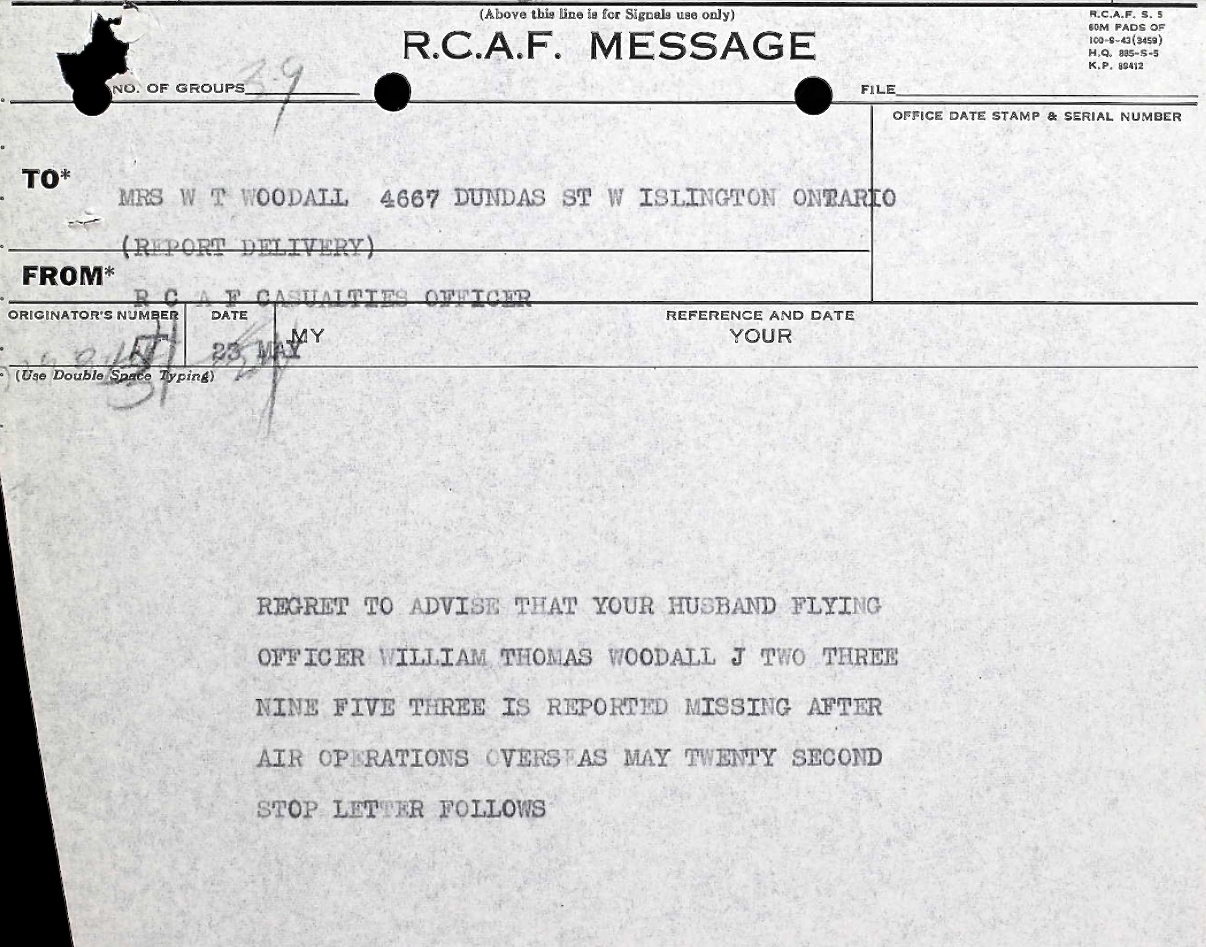 (Above this line is for Signals use only)
R.C.A.F. MESSAGE
R.C.A.F. S. 5
60M PADS OF
100-9-43(3459)
H.Q. 885-S-5
K.P. 89412
NO. OF GROUPS 39
FILE
OFFICE DATE STAMP & SERIAL NUMBER
TO*
MRS W T WOODALL 4667 DUNDAS ST W ISLINGTON ONTARIO
(REPORT DELIVERY)
FROM*
R C A F CASUALTIES OFFICER
ORIGINATOR'S NUMBER
DATE
REFERENCE AND DATE
MY
YOUR
23 MAY
(Use Double Space Typing)
REGRET TO ADVISE THAT YOUR HUSBAND FLYING
OFFICER WILLIAM THOMAS WOODALL J TWO THREE
NINE FIVE THREE IS REPORTED MISSING AFTER
AIR OPERATIONS OVERSEAS MAY TWENTY SECOND
STOP LETTER FOLLOWS